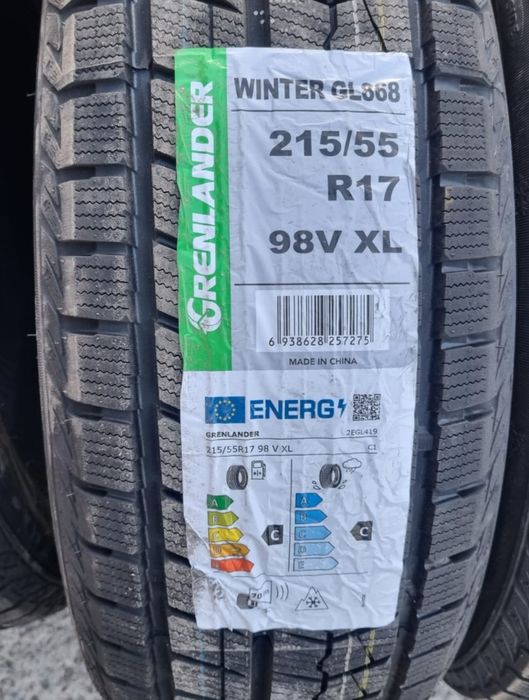 GRENLANDER
WINTER GL868
215/55
R17
98V XL
6 938628 257275
MADE IN CHINA
ENERG
GRENLANDER
2EGL419
215/55R17 98 V XL
C1
A
A
B
B
C
C
C
C
D
D
E
E
70